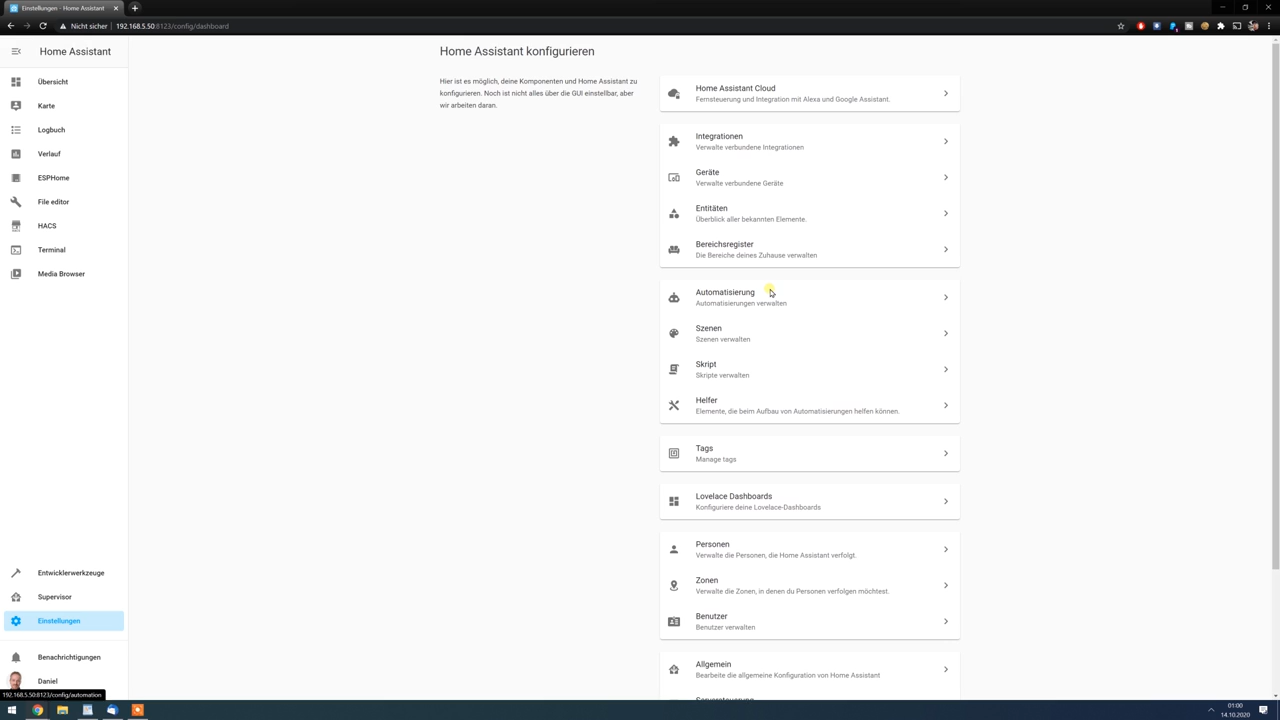 Einstellungen - Home Assistant
Nicht sicher
192.168.5.50:8123/config/dashboard
Home Assistant
Übersicht
Karte
Logbuch
Verlauf
ESPHome
File editor
HACS
Terminal
Media Browser
Entwicklerwerkzeuge
Supervisor
Einstellungen
Benachrichtigungen
Daniel
192.168.5.50:8123/config/automation
Home Assistant konfigurieren
Hier ist es möglich, deine Komponenten und Home Assistant zu
konfigurieren. Noch ist nicht alles über die GUI einstellbar, aber
wir arbeiten daran.
Home Assistant Cloud
Fernsteuerung und Integration mit Alexa und Google Assistant.
Integrationen
Verwalte verbundene Integrationen
Geräte
Verwalte verbundene Geräte
Entitäten
Überblick aller bekannten Elemente.
Bereichsregister
Die Bereiche deines Zuhause verwalten
Automatisierung
Automatisierungen verwalten
Szenen
Szenen verwalten
Skript
Skripte verwalten
Helfer
Elemente, die beim Aufbau von Automatisierungen helfen können.
Tags
Manage tags
Lovelace Dashboards
Konfiguriere deine Lovelace-Dashboards
Personen
Verwalte die Personen, die Home Assistant verfolgt.
Zonen
Verwalte die Zonen, in denen du Personen verfolgen möchtest.
Benutzer
Benutzer verwalten
Allgemein
Bearbeite die allgemeine Konfiguration von Home Assistant
Serversteuerung
01:00
14.10.2020